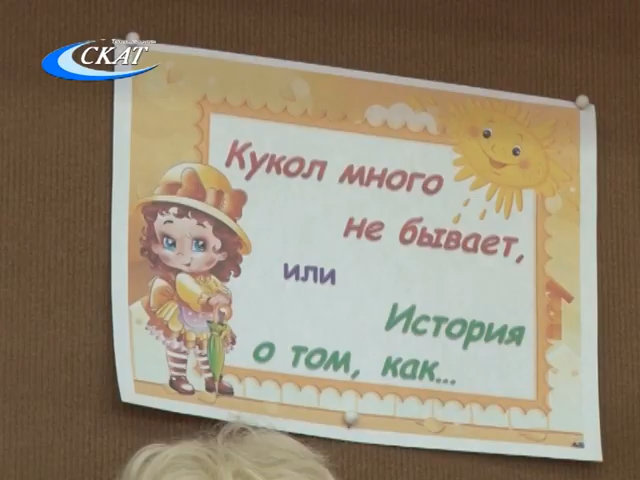 СКАТ
Кукол много
не бывает,
или
История
о том, как...